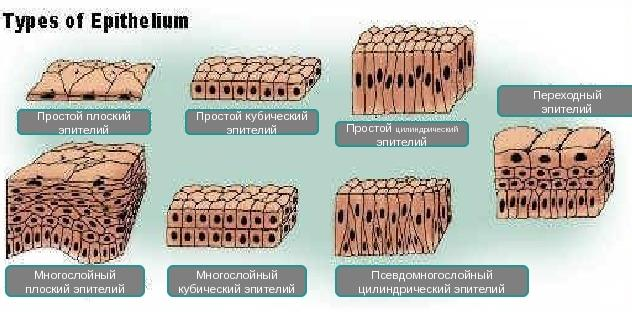 Types of Epithelium
Простой плоский
эпителий
Простой кубический
эпителий
Простой цилиндрический
эпителий
Переходный
эпителий
Многослойный
плоский эпителий
Многослойный
кубический эпителий
Псевдомногослойный
цилиндрический эпителий